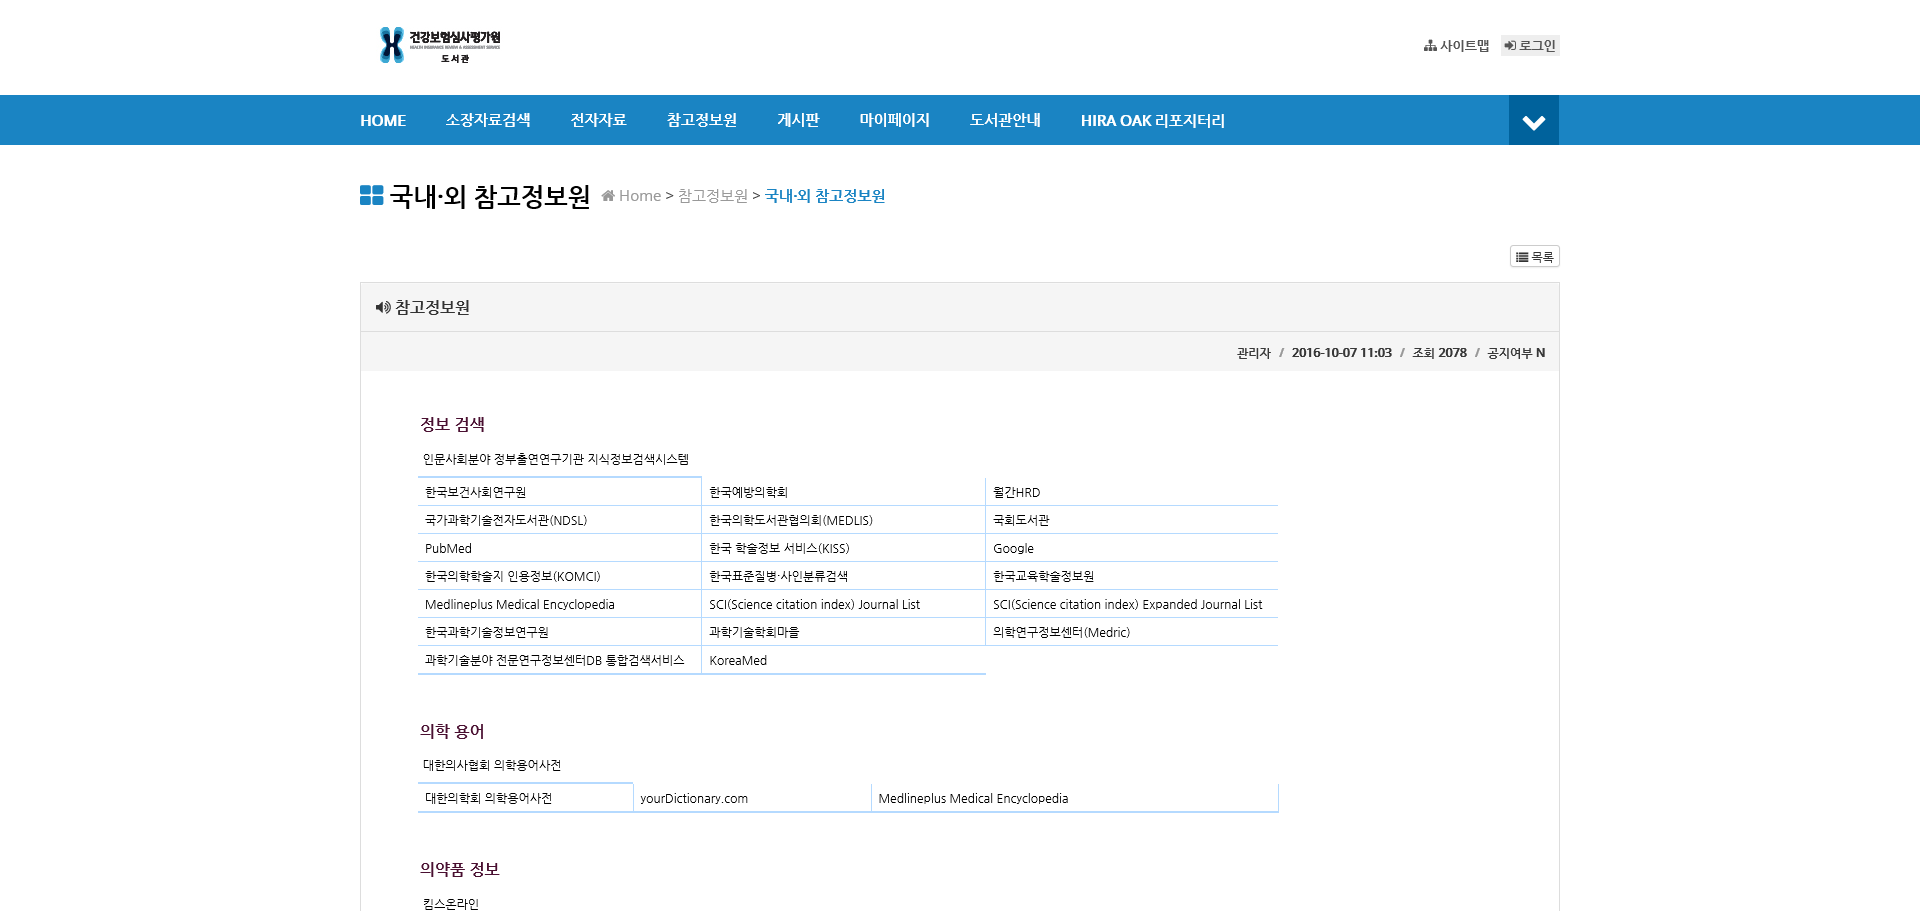 건강보험심사평가원
HEALTH INSURANCE REVIEW & ASSESSMENT SERVICE
도서관
사이트맵 로그인
HOME 소장자료검색 전자자료 참고정보원 게시판 마이페이지 도서관안내 HIRA OAK 리포지터리
국내·외 참고정보원 Home > 참고정보원 > 국내·외 참고정보원
목록
참고정보원
관리자 / 2016-10-07 11:03 / 조회 2078 / 공지여부 N
정보 검색
인문사회분야 정부출연연구기관 지식정보검색시스템
한국보건사회연구원 한국예방의학회 월간HRD
국가과학기술전자도서관(NDSL) 한국의학도서관협의회(MEDLIS) 국회도서관
PubMed 한국 학술정보 서비스(KISS) Google
한국의학학술지 인용정보(KOMCI) 한국표준질병·사인분류검색 한국교육학술정보원
Medlineplus Medical Encyclopedia SCI(Science citation index) Journal List SCI(Science citation index) Expanded Journal List
한국과학기술정보연구원 과학기술학회마을 의학연구정보센터(Medric)
과학기술분야 전문연구정보센터DB 통합검색서비스 KoreaMed
의학 용어
대한의사협회 의학용어사전
대한의학회 의학용어사전 yourDictionary.com Medlineplus Medical Encyclopedia
의약품 정보
킴스온라인